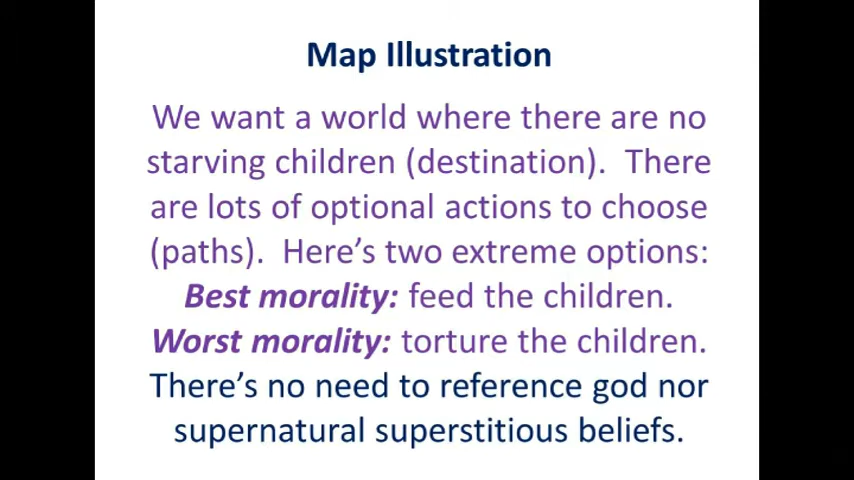 Map Illustration
We want a world where there are no
starving children (destination).  There
are lots of optional actions to choose
(paths).  Here’s two extreme options:
Best morality: feed the children.
Worst morality: torture the children.
There’s no need to reference god nor
supernatural superstitious beliefs.